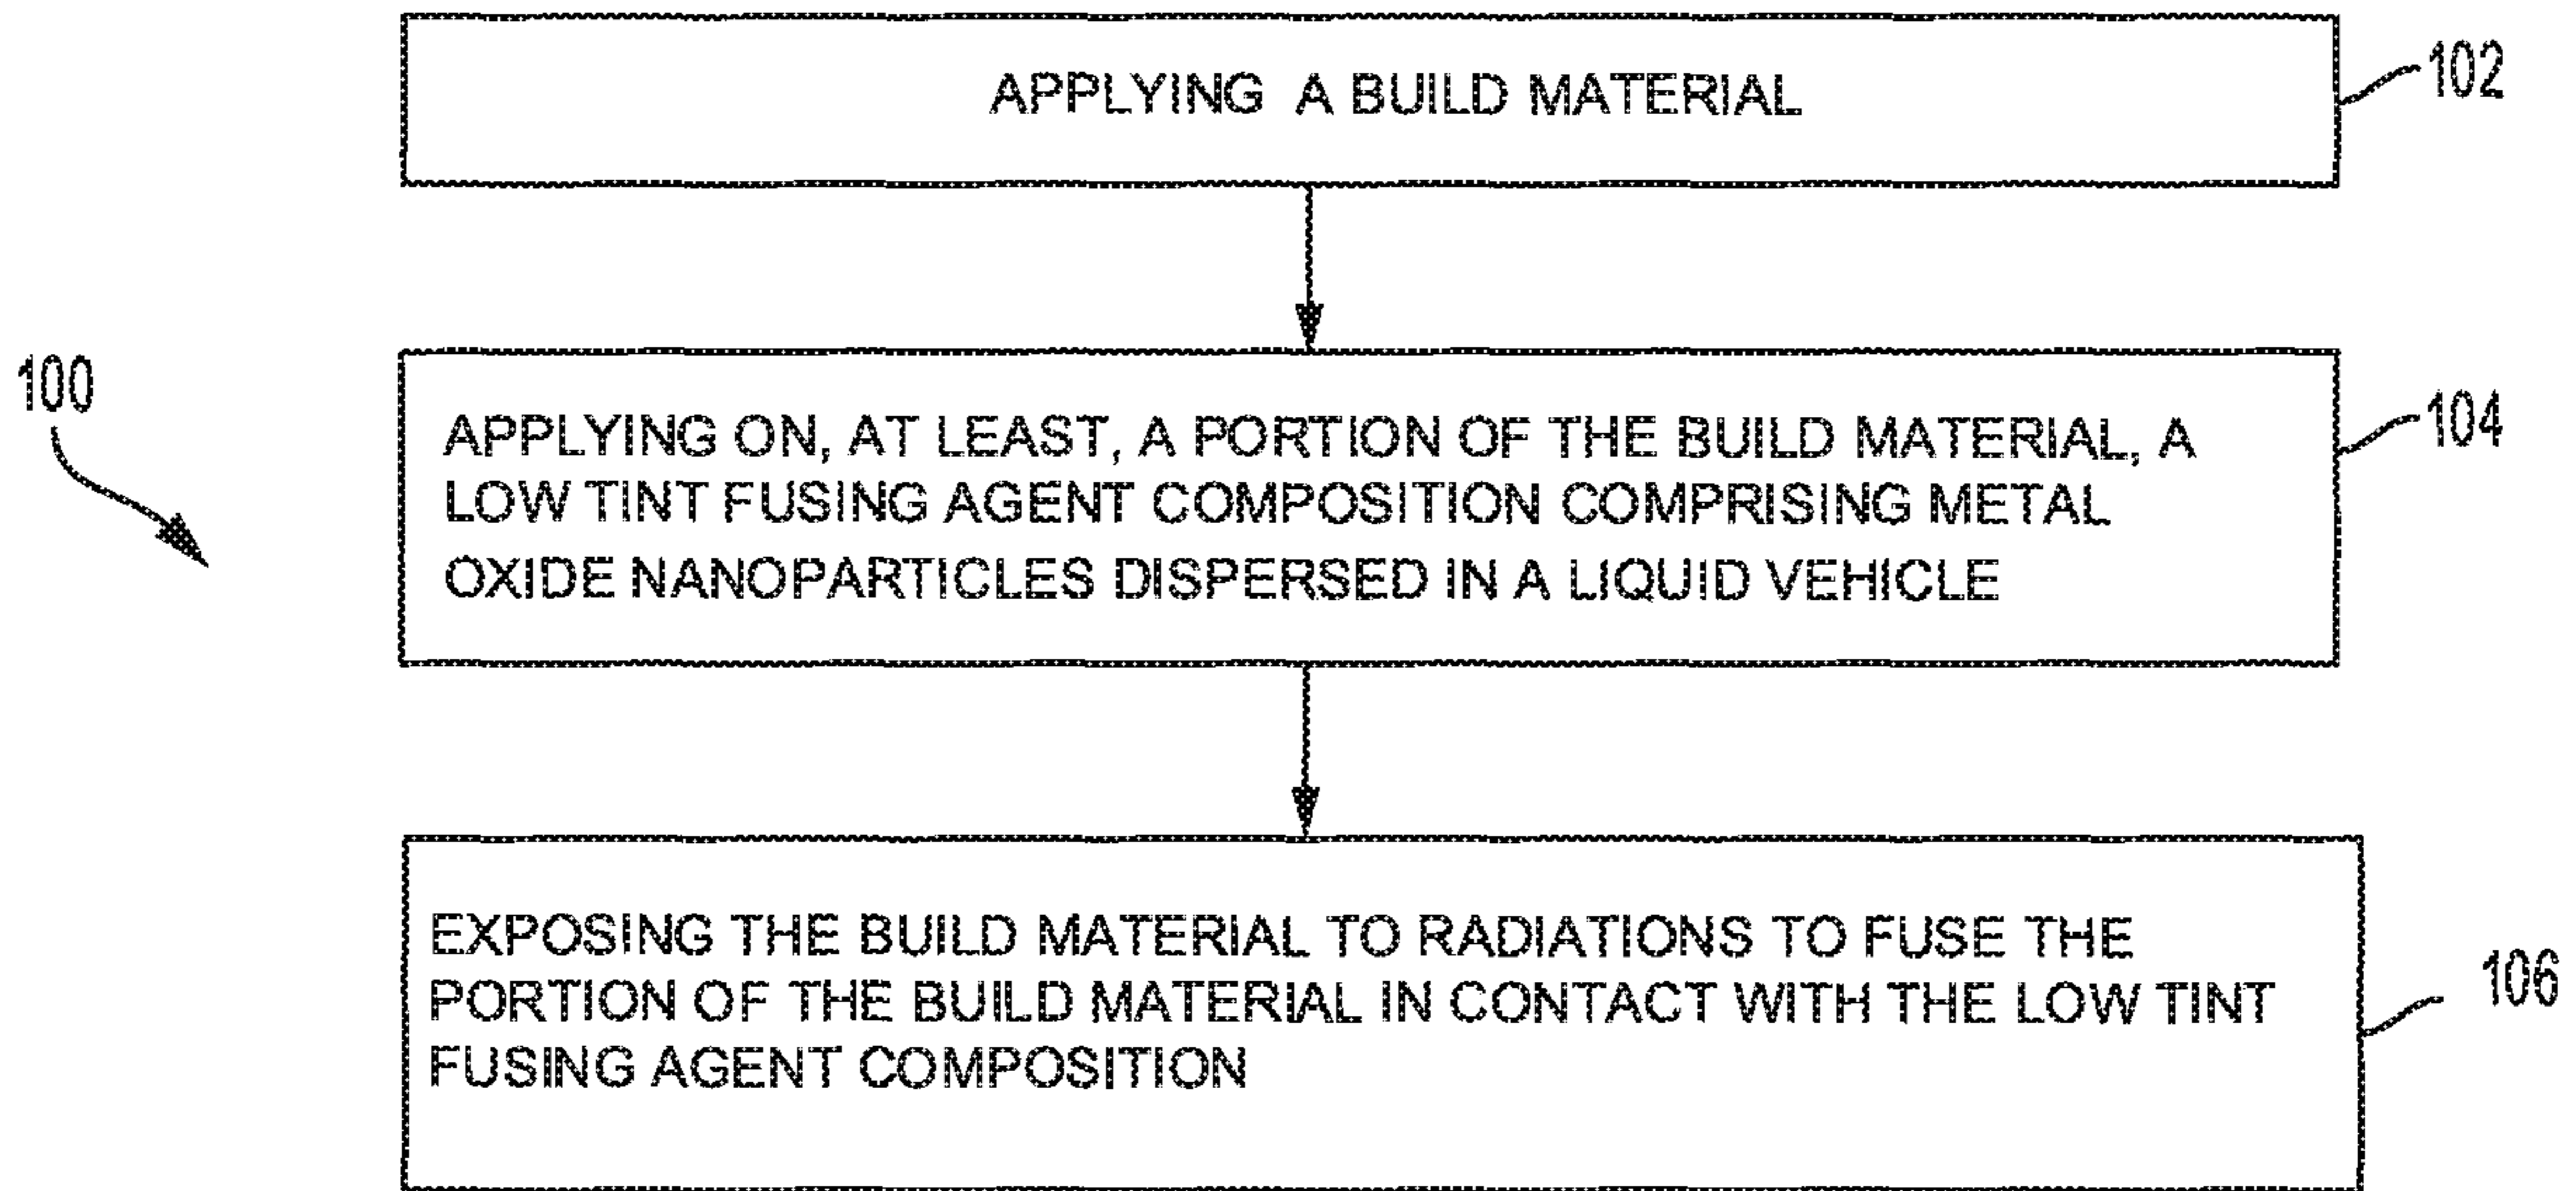 APPLYING A BUILD MATERIAL
102
100
APPLYING ON, AT LEAST, A PORTION OF THE BUILD MATERIAL, A
LOW TINT FUSING AGENT COMPOSITION COMPRISING METAL
OXIDE NANOPARTICLES DISPERSED IN A LIQUID VEHICLE
104
EXPOSING THE BUILD MATERIAL TO RADIATIONS TO FUSE THE
PORTION OF THE BUILD MATERIAL IN CONTACT WITH THE LOW TINT
FUSING AGENT COMPOSITION
106